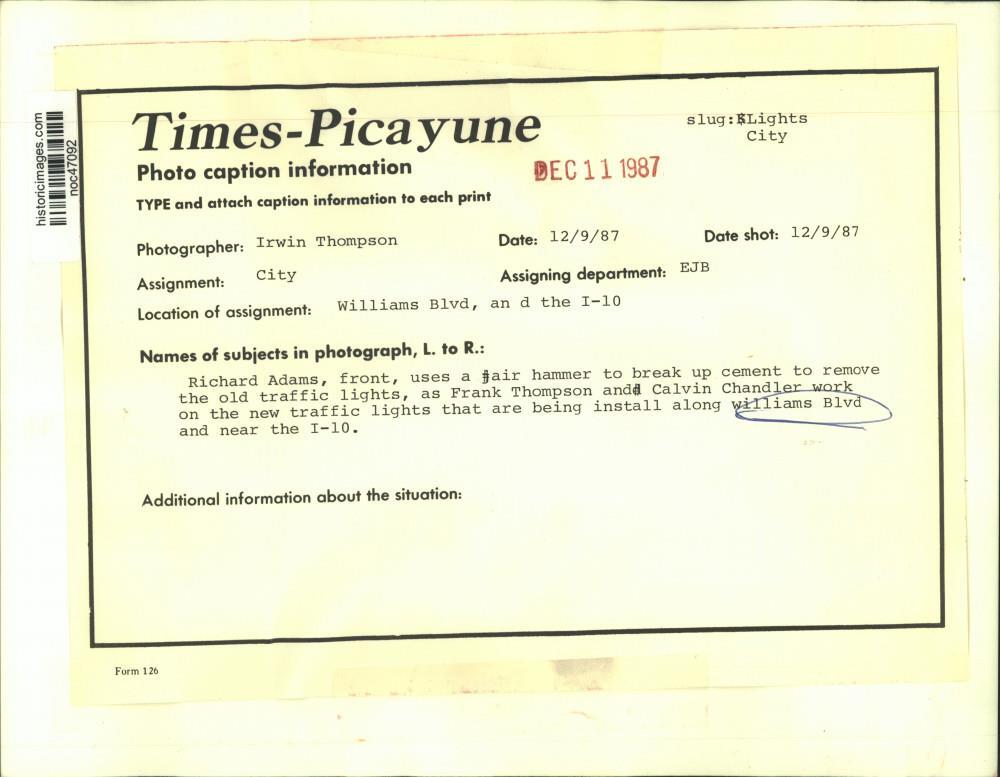 historicimages.com
noc47092
Times-Picayune
slug: Lights
City
Photo caption information
DEC 11 1987
TYPE and attach caption information to each print
Photographer: Irwin Thompson Date: 12/9/87 Date shot: 12/9/87
Assignment: City Assigning department: EJB
Location of assignment: Williams Blvd, an d the I-10
Names of subjects in photograph, L. to R.:
Richard Adams, front, uses a air hammer to break up cement to remove
the old traffic lights, as Frank Thompson and Calvin Chandler work
on the new traffic lights that are being install along williams Blvd
and near the I-10.
Additional information about the situation:
Form 126